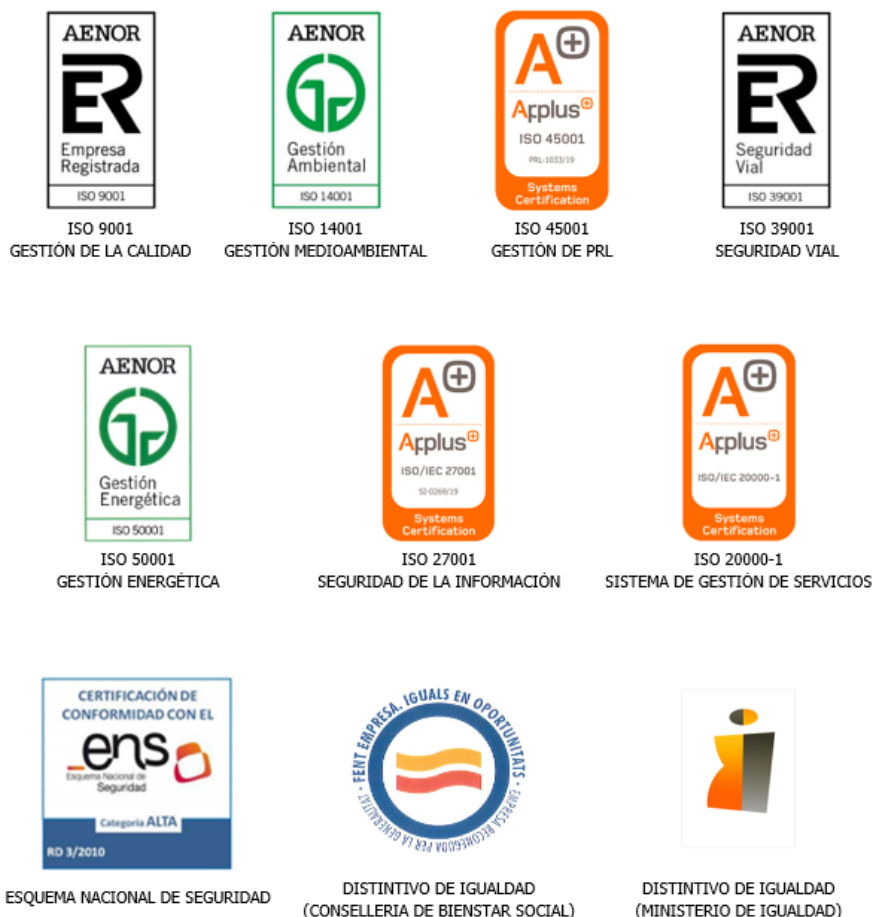 AENOR
Empresa
Registrada
ISO 9001
ISO 9001
GESTIÓN DE LA CALIDAD
AENOR
Gestión
Ambiental
ISO 14001
ISO 14001
GESTIÓN MEDIOAMBIENTAL
A+
Applus+
ISO 45001
PRL-1033/19
Systems
Certification
ISO 45001
GESTIÓN DE PRL
AENOR
ER
Seguridad
Vial
ISO 39001
ISO 39001
SEGURIDAD VIAL
AENOR
Gestión
Energética
ISO 50001
ISO 50001
GESTIÓN ENERGÉTICA
A+
Applus+
ISO/IEC 27001
SI-0269/19
Systems
Certification
ISO 27001
SEGURIDAD DE LA INFORMACIÓN
A+
Applus+
ISO/IEC 20000-1
Systems
Certification
ISO 20000-1
SISTEMA DE GESTIÓN DE SERVICIOS
CERTIFICACIÓN DE
CONFORMIDAD CON EL
ens
Esquema Nacional de
Seguridad
Categoría ALTA
RD 3/2010
ESQUEMA NACIONAL DE SEGURIDAD
FENT EMPRESA. IGUALS EN OPORTUNITATS · EMPRESA RECONEGUDA PER LA GENERALITAT ·
DISTINTIVO DE IGUALDAD
(CONSELLERIA DE BIENSTAR SOCIAL)
DISTINTIVO DE IGUALDAD
(MINISTERIO DE IGUALDAD)